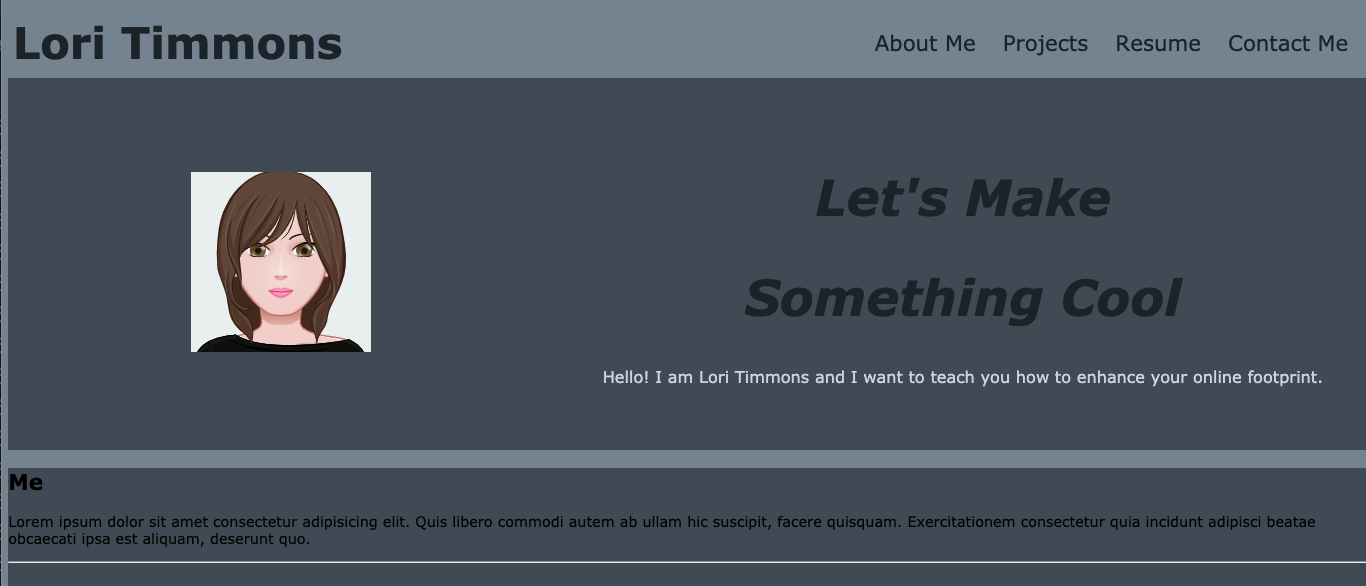 Lori Timmons
About Me Projects Resume Contact Me
Let's Make
Something Cool
Hello! I am Lori Timmons and I want to teach you how to enhance your online footprint.
Me
Lorem ipsum dolor sit amet consectetur adipisicing elit. Quis libero commodi autem ab ullam hic suscipit, facere quisquam. Exercitationem consectetur quia incidunt adipisci beatae
obcaecati ipsa est aliquam, deserunt quo.